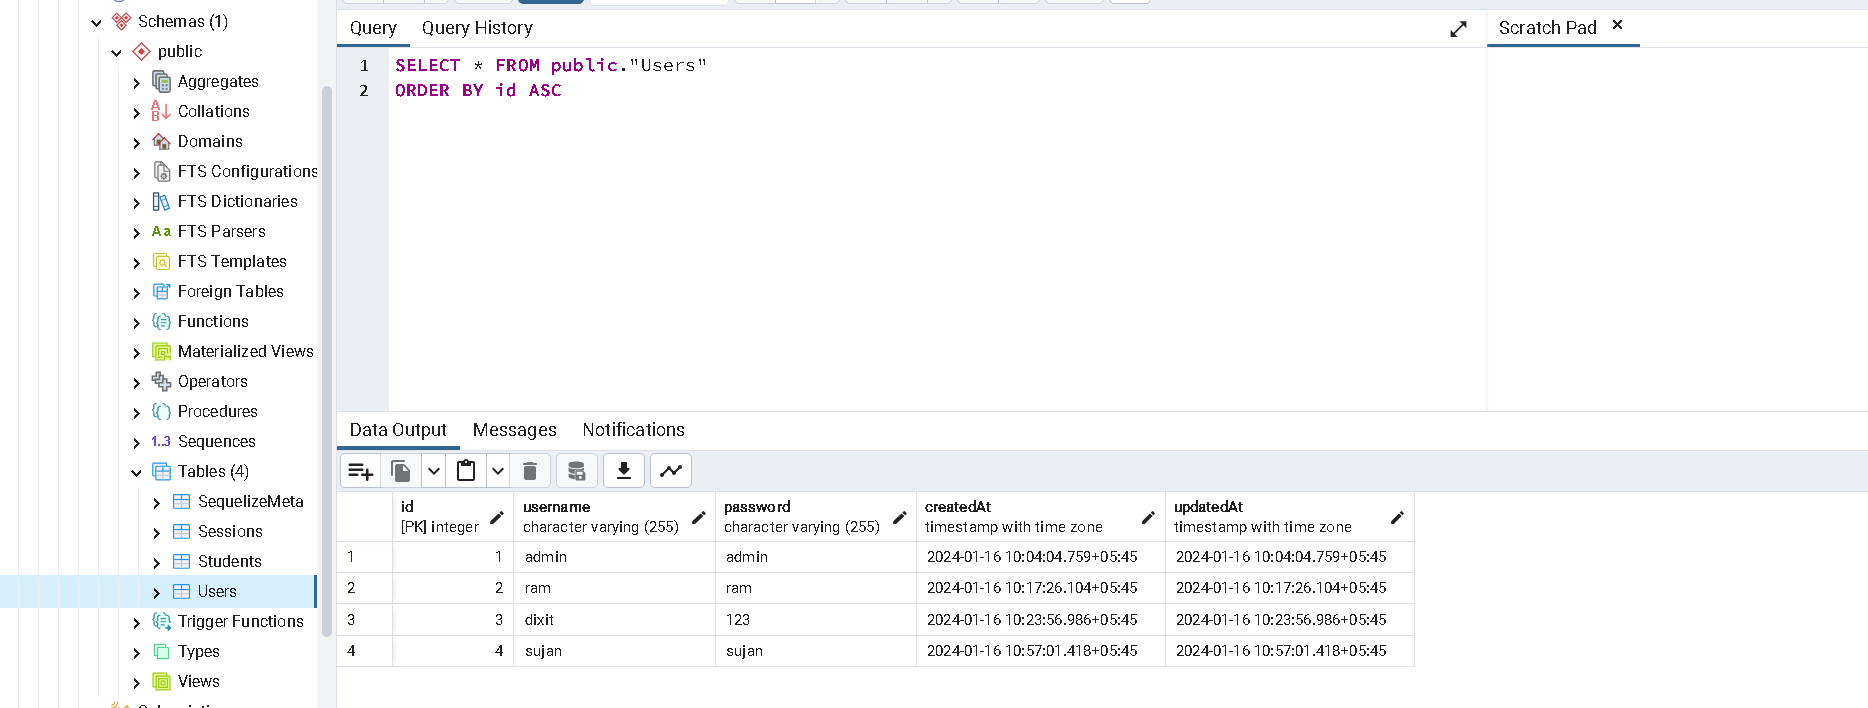 Schemas (1)
public
Aggregates
Collations
Domains
FTS Configurations
FTS Dictionaries
Aa FTS Parsers
FTS Templates
Foreign Tables
Functions
Materialized Views
Operators
Procedures
1..3 Sequences
Tables (4)
SequelizeMeta
Sessions
Students
Users
Trigger Functions
Types
Views
Query Query History
1 SELECT * FROM public."Users"
2 ORDER BY id ASC
Scratch Pad ×
Data Output Messages Notifications
id username password createdAt updatedAt
[PK] integer character varying (255) character varying (255) timestamp with time zone timestamp with time zone
1 1 admin admin 2024-01-16 10:04:04.759+05:45 2024-01-16 10:04:04.759+05:45
2 2 ram ram 2024-01-16 10:17:26.104+05:45 2024-01-16 10:17:26.104+05:45
3 3 dixit 123 2024-01-16 10:23:56.986+05:45 2024-01-16 10:23:56.986+05:45
4 4 sujan sujan 2024-01-16 10:57:01.418+05:45 2024-01-16 10:57:01.418+05:45